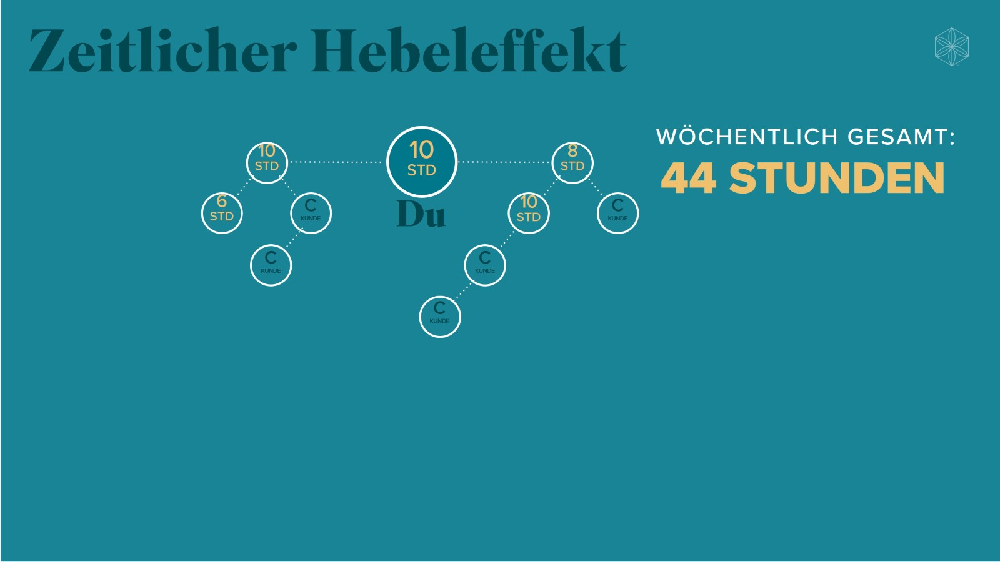 Zeitlicher Hebeleffekt
WÖCHENTLICH GESAMT:
44 STUNDEN
10
STD
10
STD
8
STD
Du
6
STD
C
KUNDE
10
STD
C
KUNDE
C
KUNDE
C
KUNDE
C
KUNDE